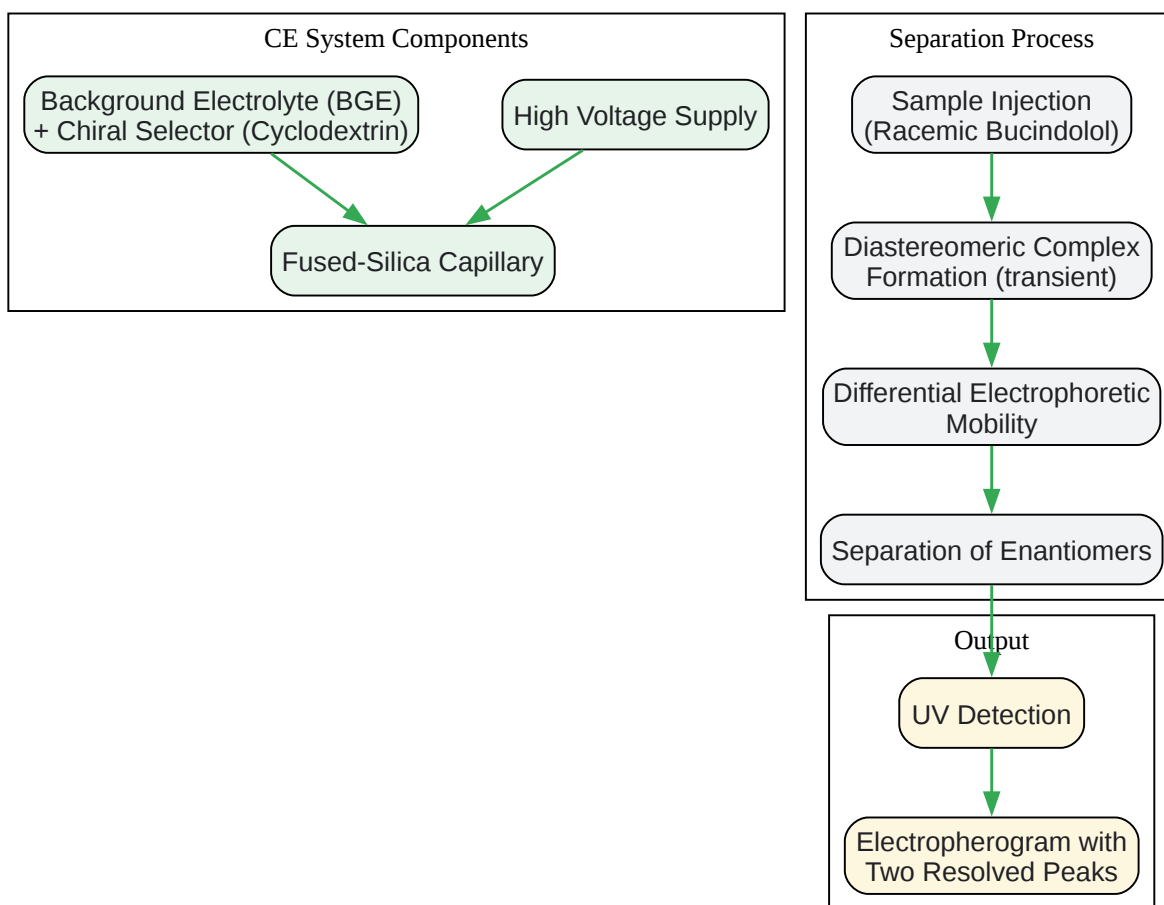 CE System Components
Background Electrolyte (BGE)
+ Chiral Selector (Cyclodextrin)
High Voltage Supply
Fused-Silica Capillary
Separation Process
Sample Injection
(Racemic Bucindolol)
Diastereomeric Complex
Formation (transient)
Differential Electrophoretic
Mobility
Separation of Enantiomers
Output
UV Detection
Electropherogram with
Two Resolved Peaks